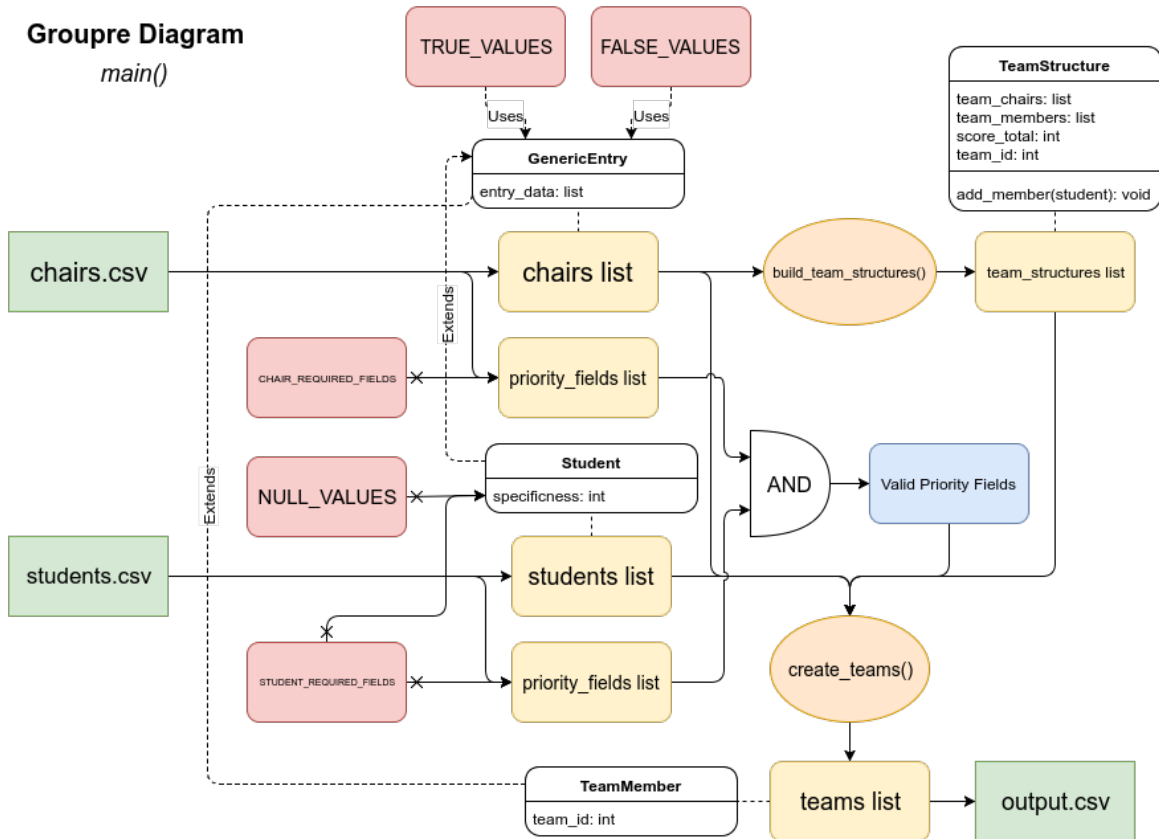 Groupre Diagram
main()
TRUE_VALUES
FALSE_VALUES
Uses
Uses
TeamStructure
team_chairs: list
team_members: list
score_total: int
team_id: int
add_member(student): void
GenericEntry
entry_data: list
chairs.csv
chairs list
build_team_structures()
team_structures list
Extends
CHAIR_REQUIRED_FIELDS
priority_fields list
Student
specificness: int
NULL_VALUES
AND
Valid Priority Fields
Extends
students.csv
students list
STUDENT_REQUIRED_FIELDS
priority_fields list
create_teams()
TeamMember
team_id: int
teams list
output.csv